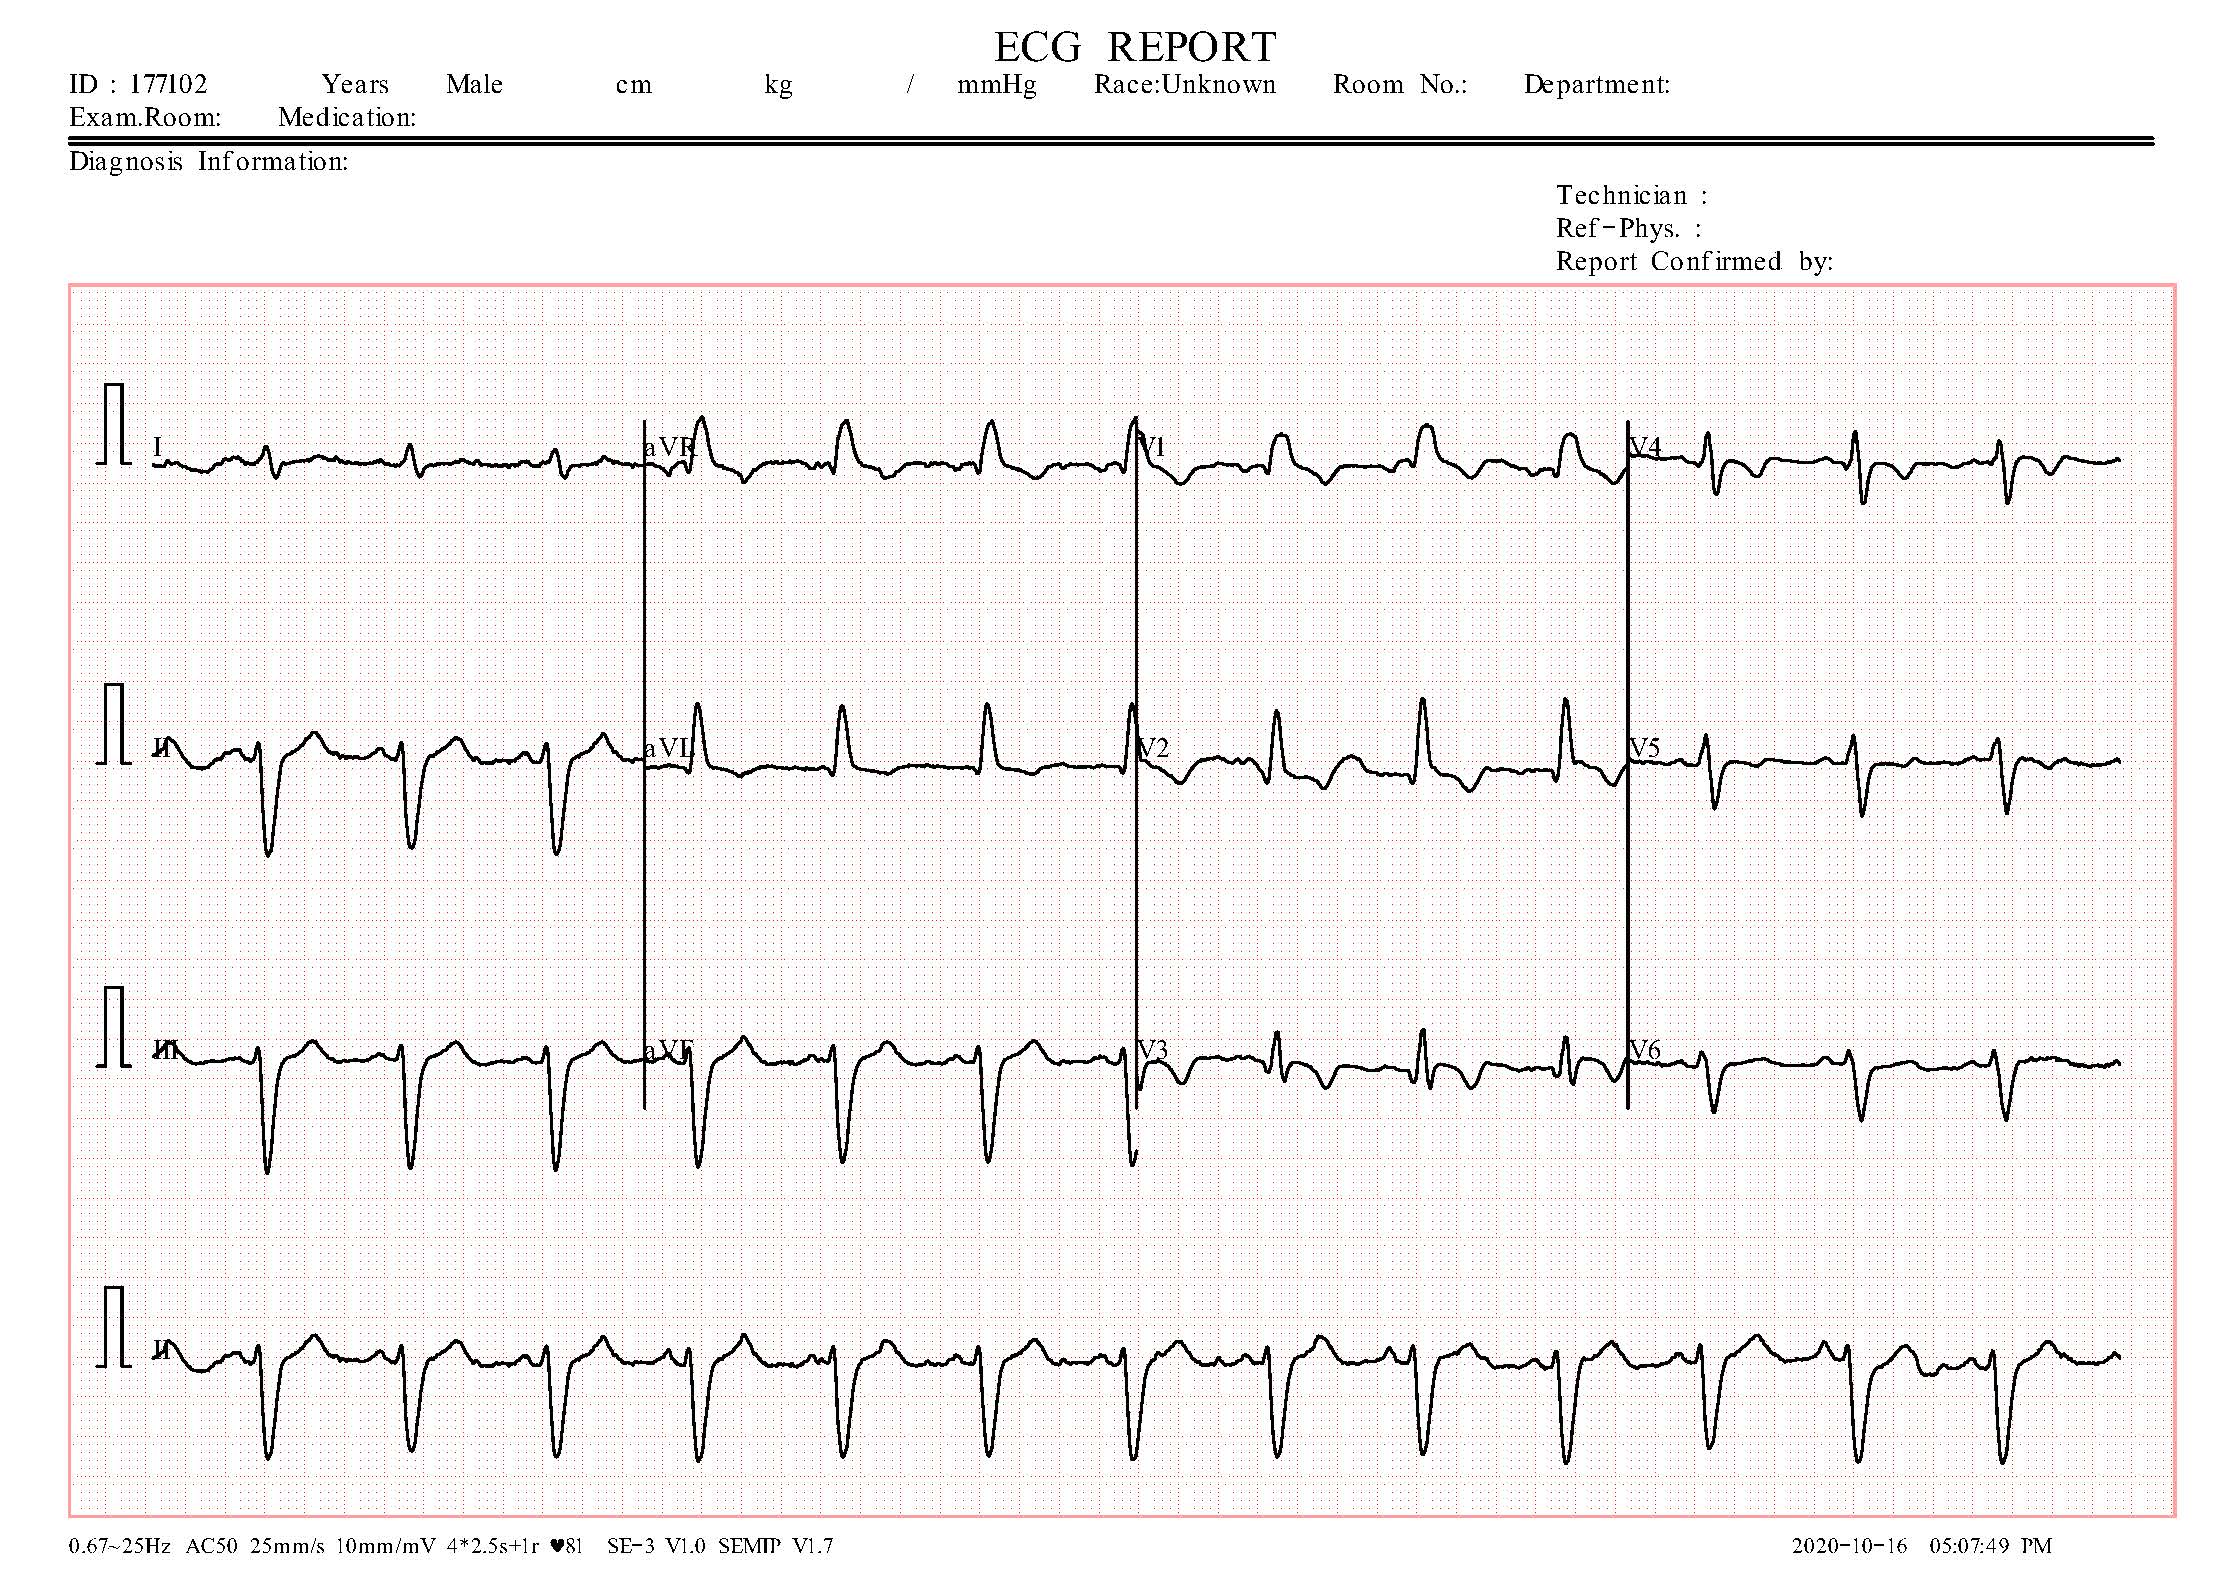 ECG REPORT
ID : 177102 Years Male cm kg / mmHg Race:Unknown Room No.: Department:
Exam.Room: Medication:
Diagnosis Information:
Technician :
Ref-Phys. :
Report Confirmed by:
I aVR V1 V4
II aVL V2 V5
III aVF V3 V6
II
0.67~25Hz AC50 25mm/s 10mm/mV 4*2.5s+1r ♥81 SE-3 V1.0 SEMIP V1.7 2020-10-16 05:07:49 PM